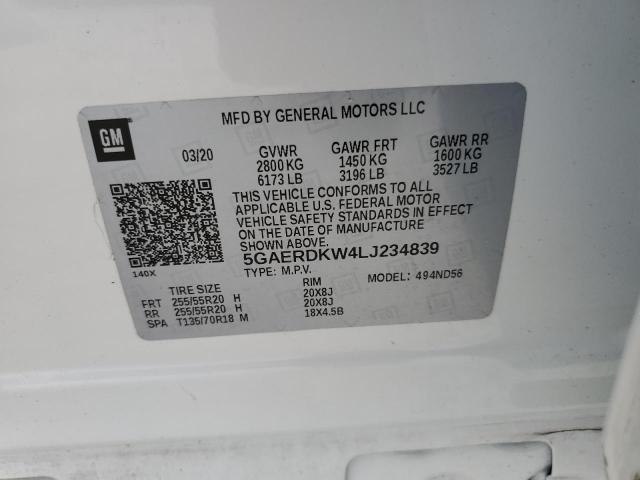 MFD BY GENERAL MOTORS LLC
GM
03/20 GVWR GAWR FRT GAWR RR
2800 KG 1450 KG 1600 KG
6173 LB 3196 LB 3527 LB
THIS VEHICLE CONFORMS TO ALL
APPLICABLE U.S. FEDERAL MOTOR
VEHICLE SAFETY STANDARDS IN EFFECT
ON THE DATE OF MANUFACTURE
SHOWN ABOVE.
5GAERDKW4LJ234839
140X
TYPE: M.P.V. MODEL: 494ND56
TIRE SIZE RIM
FRT 255/55R20 H 20X8J
RR 255/55R20 H 20X8J
SPA T135/70R18 M 18X4.5B